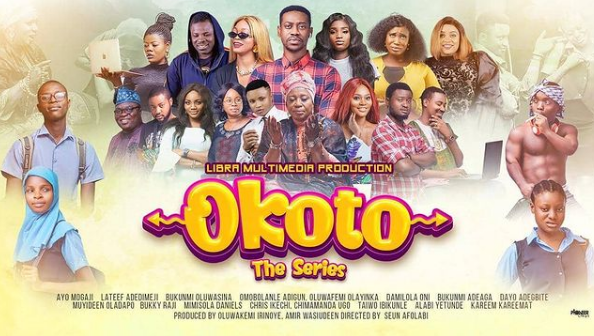 LIBRA MULTIMEDIA PRODUCTION
Okoto
The Series
AYO MOGAJI LATEEF ADEDIMEJI BUKUNMI OLUWASINA OMOBOLANLE ADIGUN, OLUWAFEMI OLAYINKA DAMILOLA ONI BUKUNMI ADEAGA DAYO ADEGBITE
MUYIDEEN OLADAPO BUKKY RAJI MIMISOLA DANIELS CHRIS IKECHI, CHIMAMANDA UGO TAIWO IBIKUNLE ALABI YETUNDE KAREEM KAREEMAT
PRODUCED BY OLUWAKEMI IRINOYE, AMIR WASIUDEEN DIRECTED BY SEUN AFOLABI